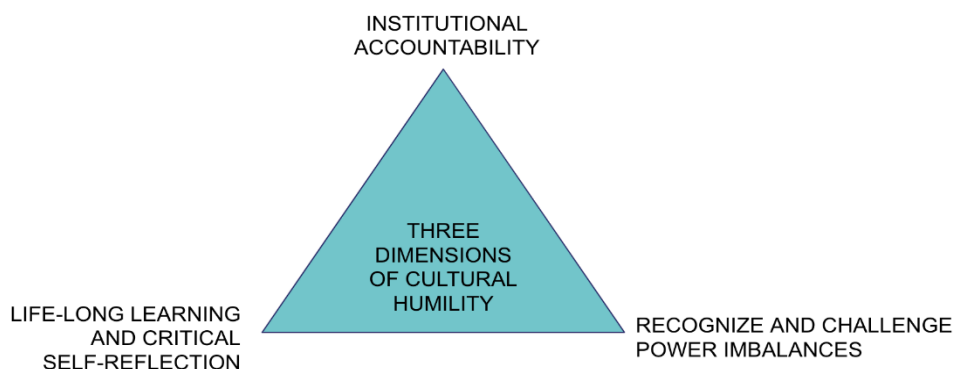 INSTITUTIONAL
ACCOUNTABILITY
THREE
DIMENSIONS
OF CULTURAL
HUMILITY
LIFE-LONG LEARNING
AND CRITICAL
SELF-REFLECTION
RECOGNIZE AND CHALLENGE
POWER IMBALANCES